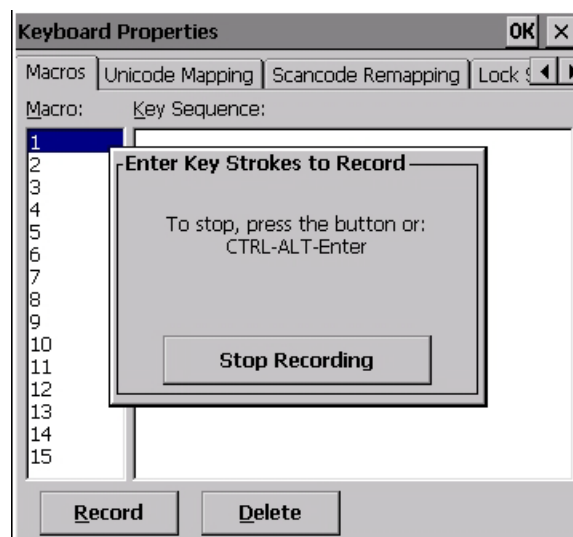 Keyboard Properties OK ×
Macros Unicode Mapping Scancode Remapping Lock
Macro: Key Sequence:
1
2
3
4
5
6
7
8
9
10
11
12
13
14
15
Enter Key Strokes to Record
To stop, press the button or:
CTRL-ALT-Enter
Stop Recording
Record Delete